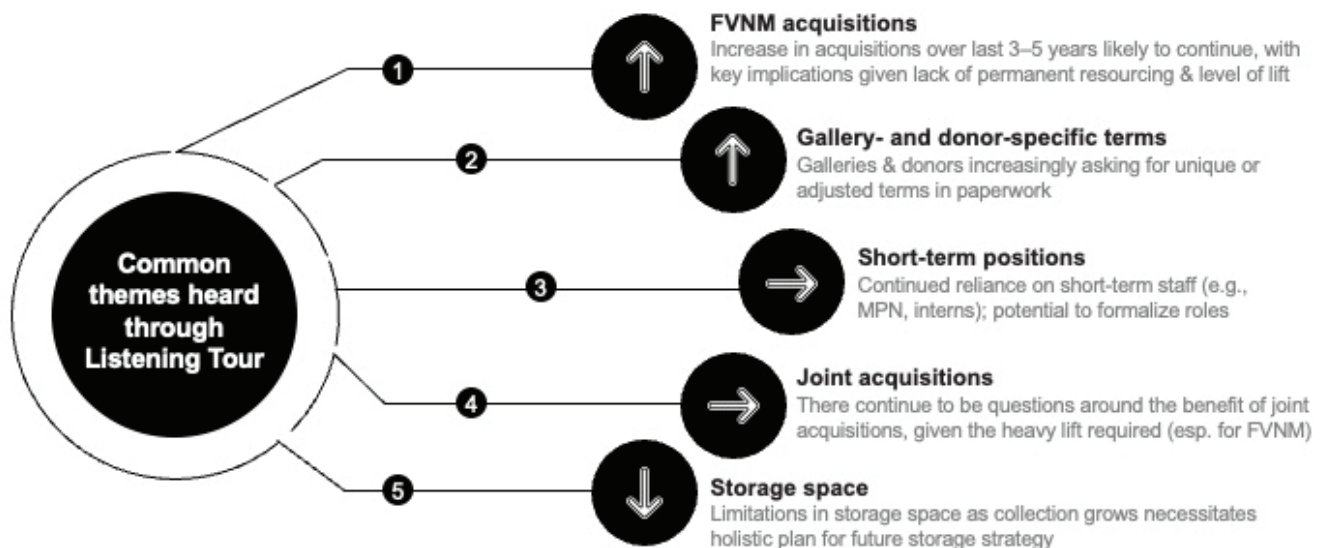 Common
themes heard
through
Listening Tour
1
FVNM acquisitions
Increase in acquisitions over last 3–5 years likely to continue, with
key implications given lack of permanent resourcing & level of lift
2
Gallery- and donor-specific terms
Galleries & donors increasingly asking for unique or
adjusted terms in paperwork
3
Short-term positions
Continued reliance on short-term staff (e.g.,
MPN, interns); potential to formalize roles
4
Joint acquisitions
There continue to be questions around the benefit of joint
acquisitions, given the heavy lift required (esp. for FVNM)
5
Storage space
Limitations in storage space as collection grows necessitates
holistic plan for future storage strategy